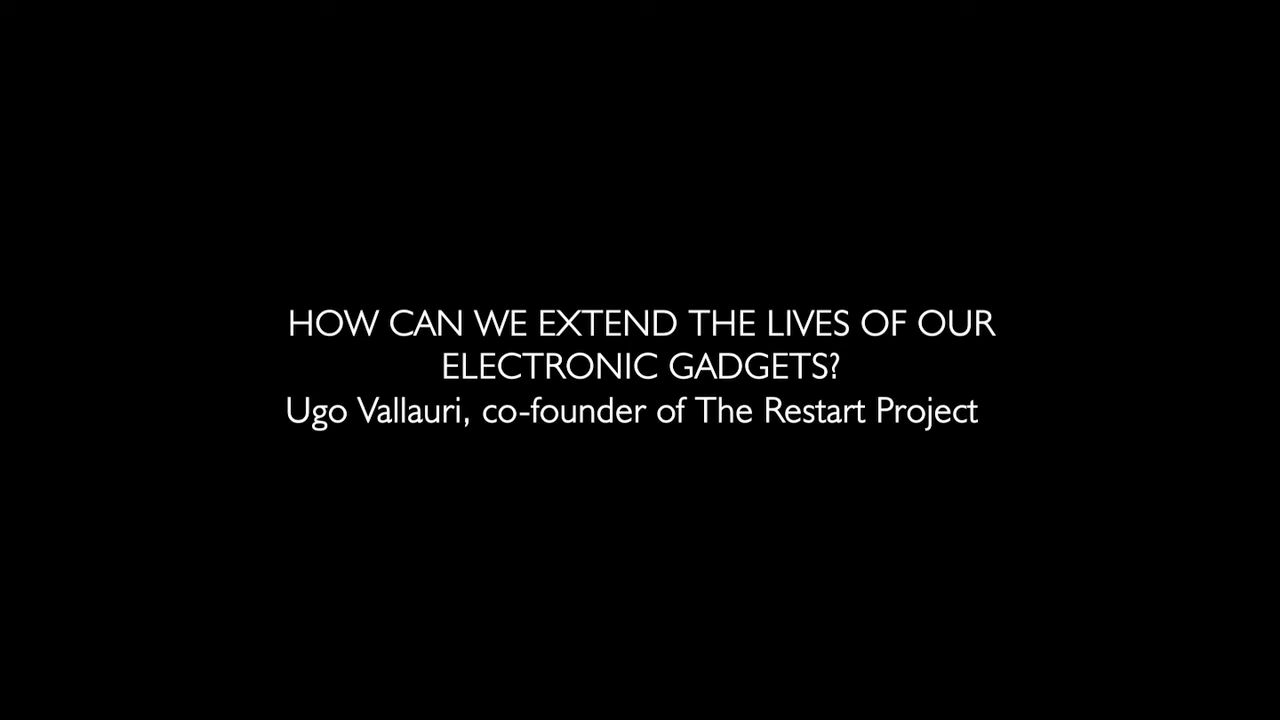 HOW CAN WE EXTEND THE LIVES OF OUR
ELECTRONIC GADGETS?
Ugo Vallauri, co-founder of The Restart Project